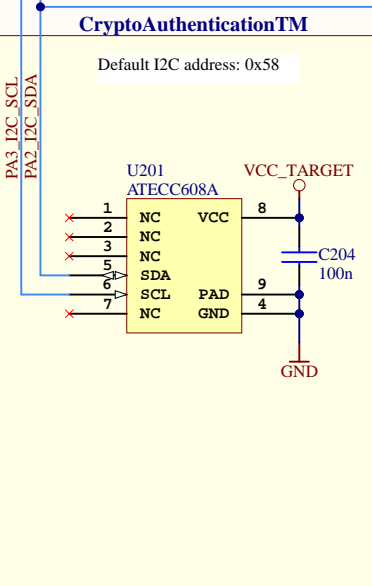 CryptoAuthenticationTM
Default I2C address: 0x58
PA3_I2C_SCL
PA2_I2C_SDA
U201
ATECC608A
VCC_TARGET
1 NC VCC 8
2 NC
3 NC
5 SDA
6 SCL PAD 9
7 NC GND 4
C204
100n
GND